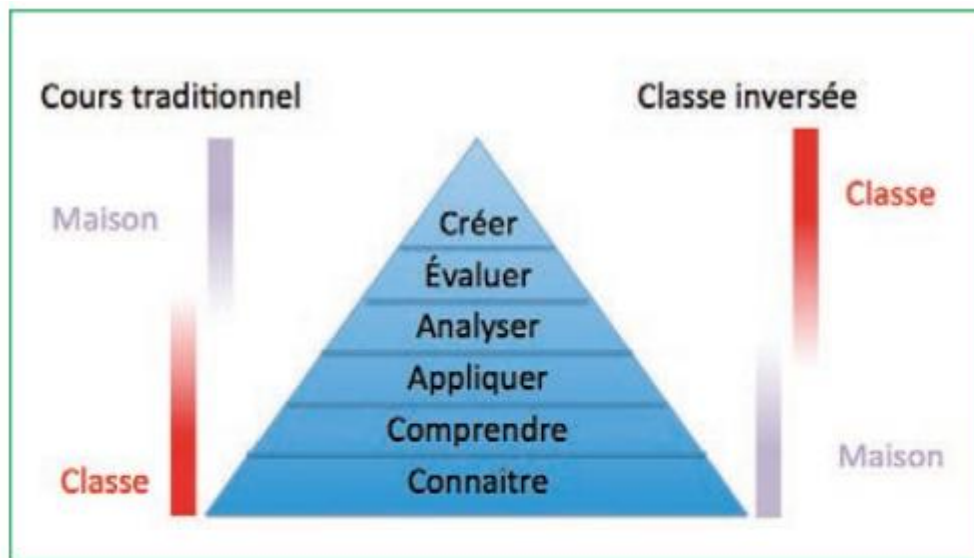 Cours traditionnel
Classe inversée
Maison
Classe
Créer
Évaluer
Analyser
Appliquer
Comprendre
Connaitre
Classe
Maison